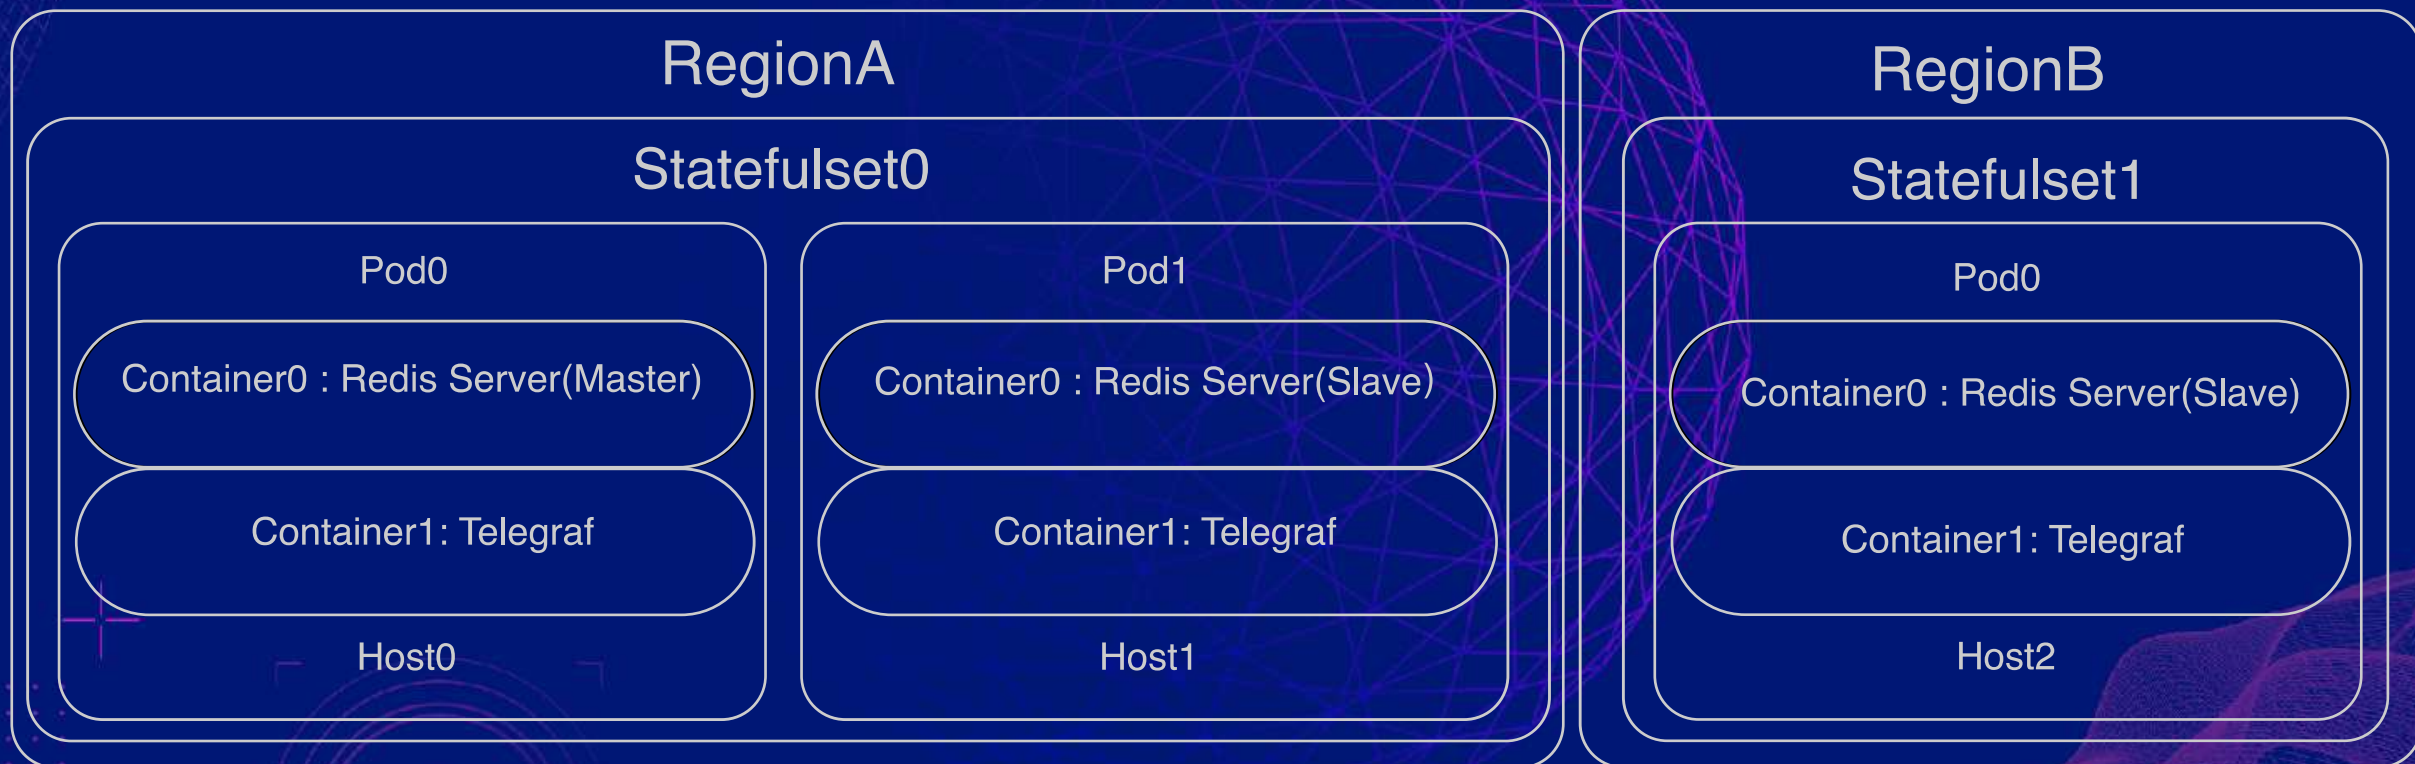 RegionA
Statefulset0
Pod0
Container0 : Redis Server(Master)
Container1: Telegraf
Host0
Pod1
Container0 : Redis Server(Slave)
Container1: Telegraf
Host1
RegionB
Statefulset1
Pod0
Container0 : Redis Server(Slave)
Container1: Telegraf
Host2